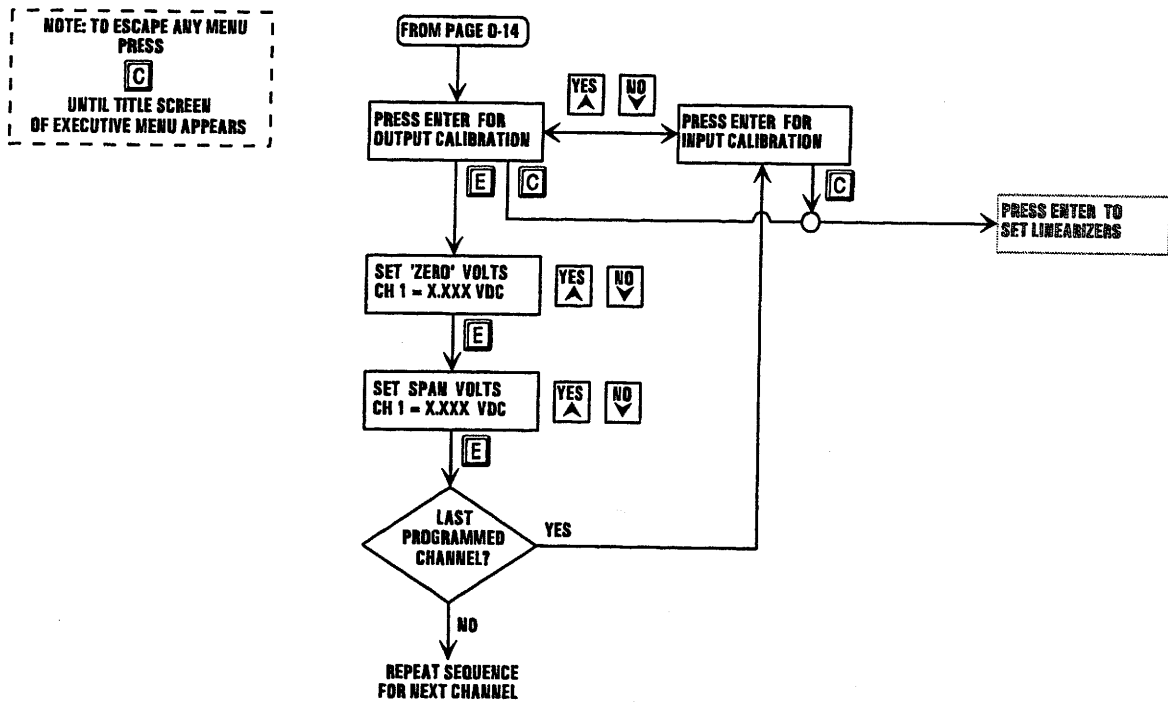 NOTE: TO ESCAPE ANY MENU
PRESS
C
UNTIL TITLE SCREEN
OF EXECUTIVE MENU APPEARS
FROM PAGE D-14
YES
NO
PRESS ENTER FOR
OUTPUT CALIBRATION
PRESS ENTER FOR
INPUT CALIBRATION
E
C
C
PRESS ENTER TO
SET LINEARIZERS
SET 'ZERO' VOLTS
CH 1 = X.XXX VDC
YES
NO
E
SET SPAN VOLTS
CH 1 = X.XXX VDC
YES
NO
E
LAST
PROGRAMMED
CHANNEL?
YES
NO
REPEAT SEQUENCE
FOR NEXT CHANNEL